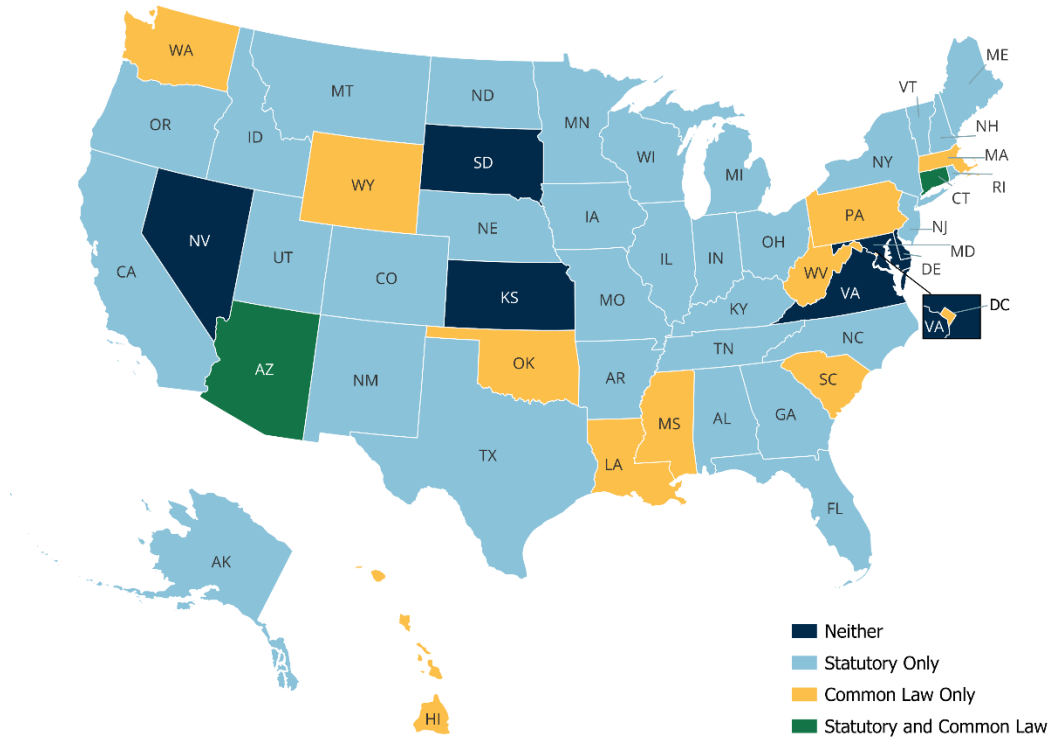 WA
ME
VT
MT
ND
OR
MN
NH
ID
WI
SD
NY
MA
MI
WY
RI
CT
IA
PA
NE
NV
NJ
OH
IL
IN
UT
MD
CA
CO
DE
WV
KS
VA
MO
DC
KY
VA
NC
TN
OK
AZ
AR
SC
NM
MS
AL
GA
TX
LA
FL
AK
Neither
Statutory Only
Common Law Only
HI
Statutory and Common Law